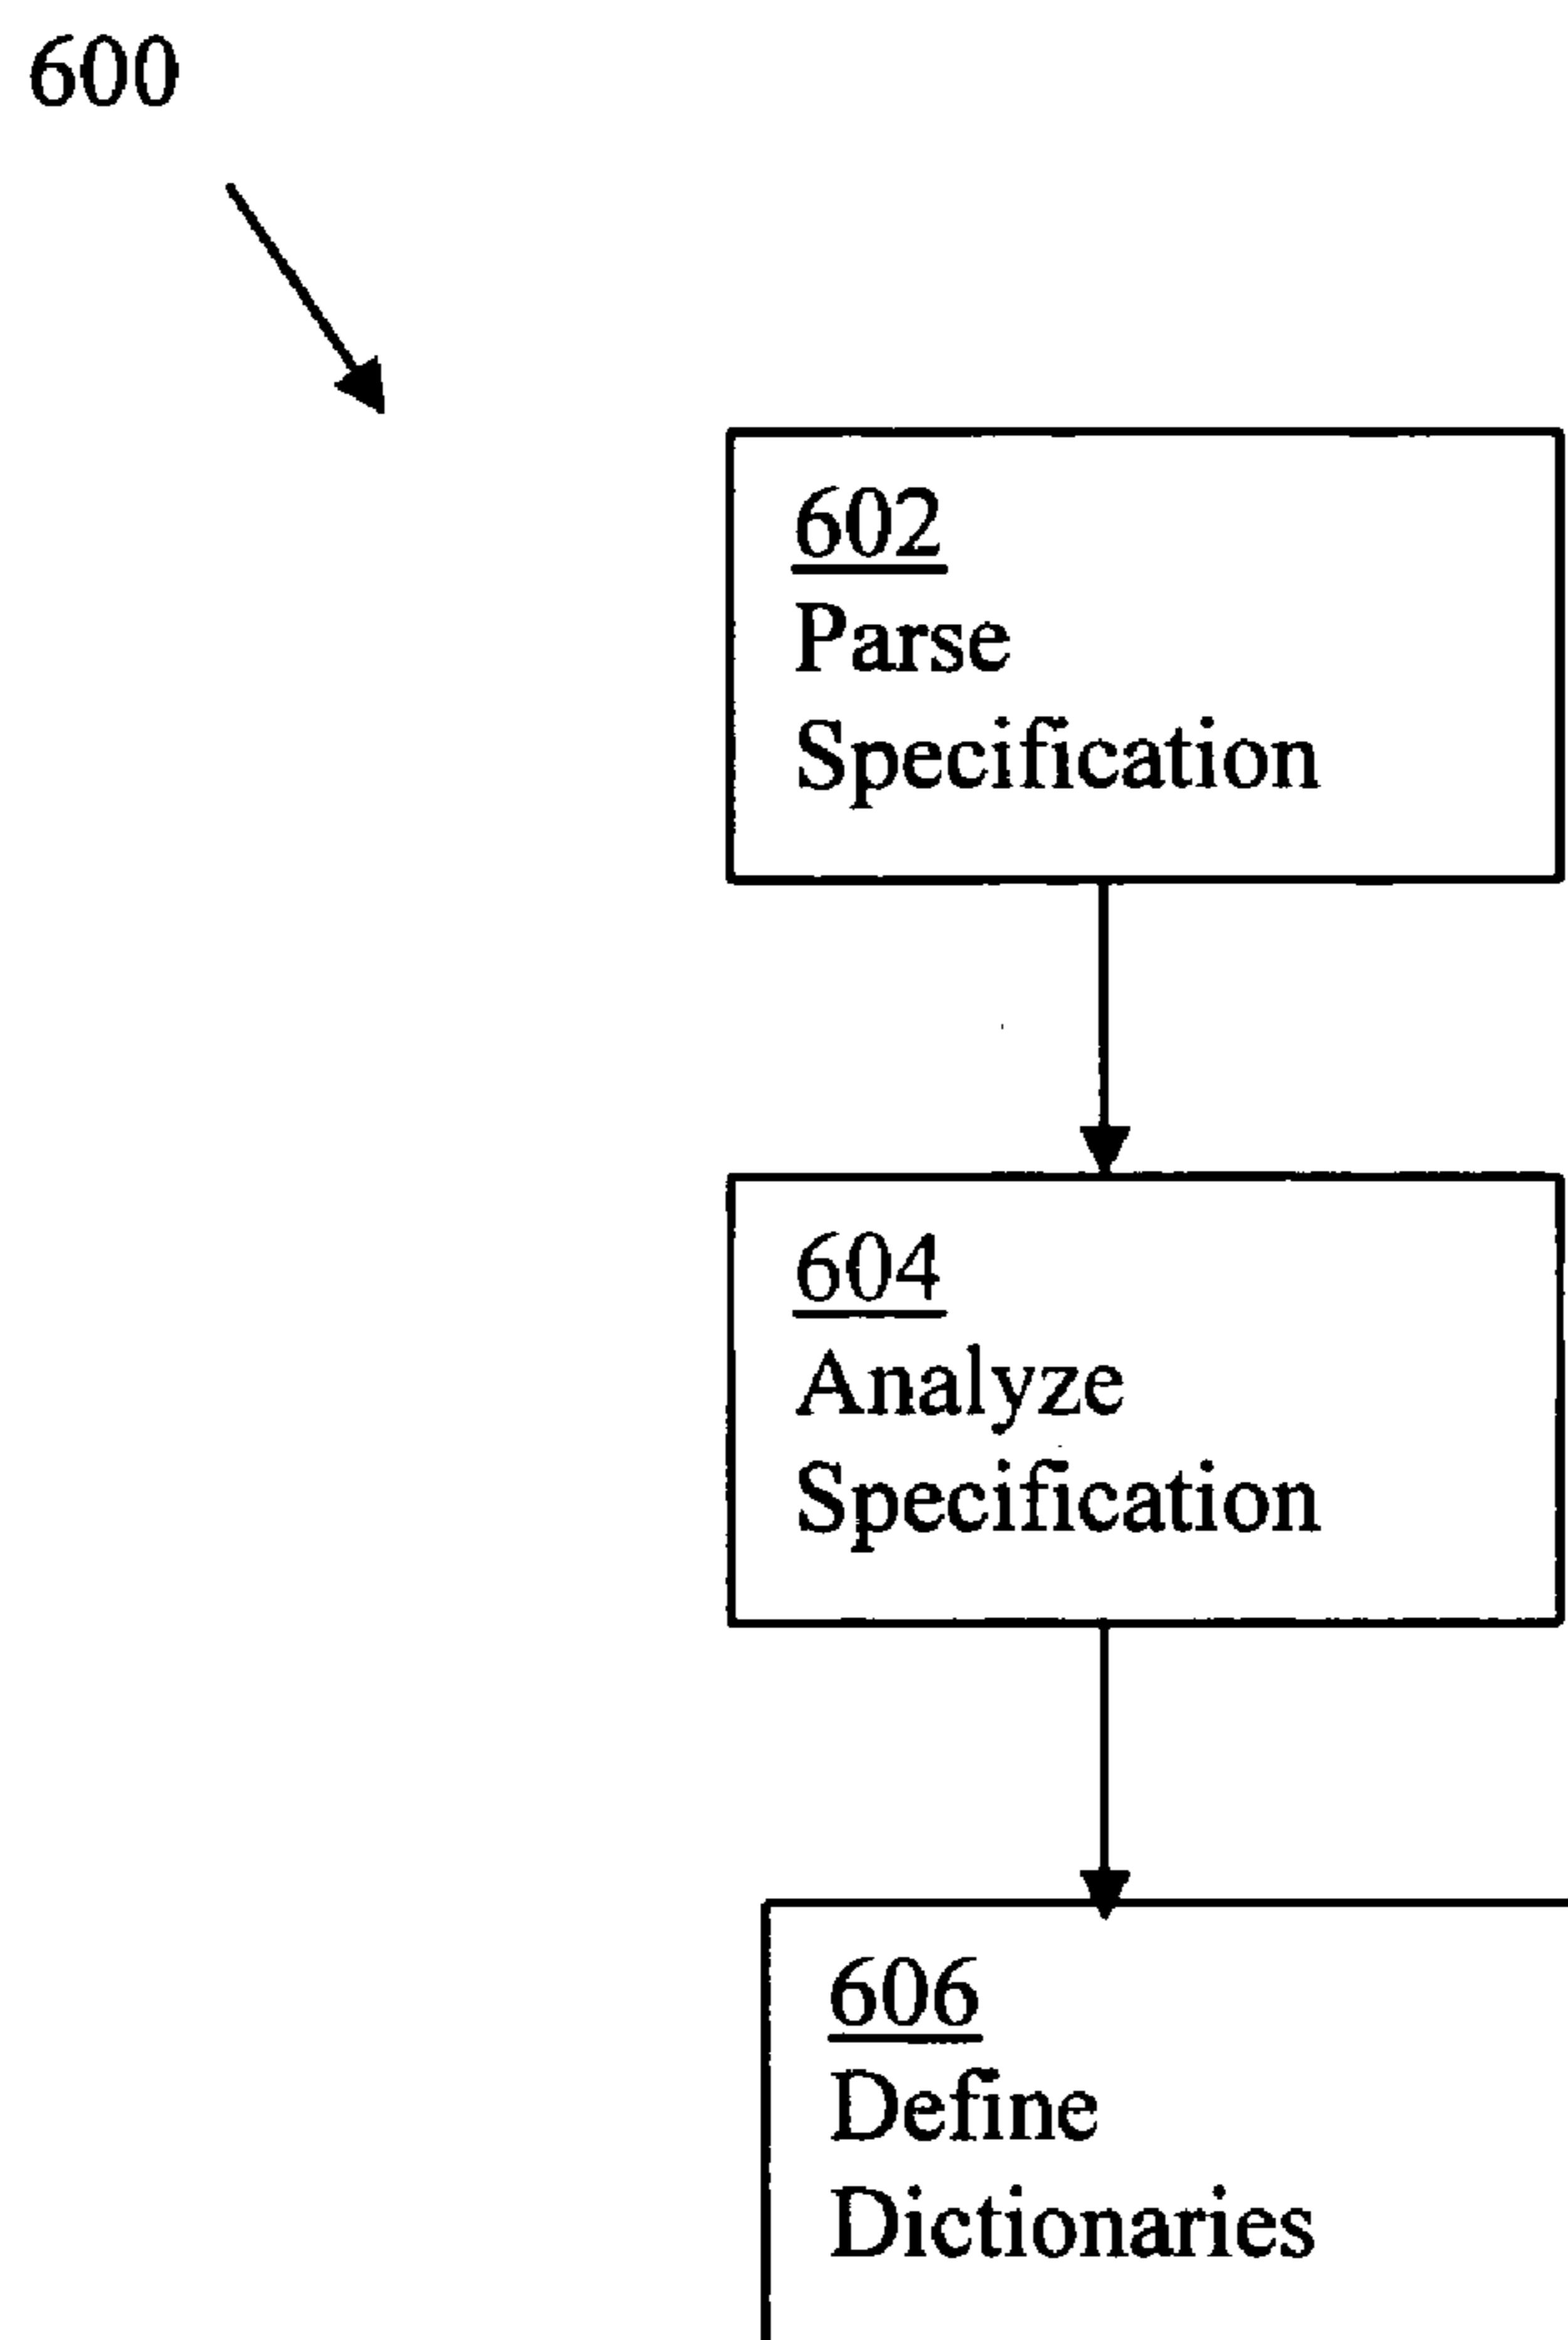 600
602
Parse
Specification
604
Analyze
Specification
606
Define
Dictionaries